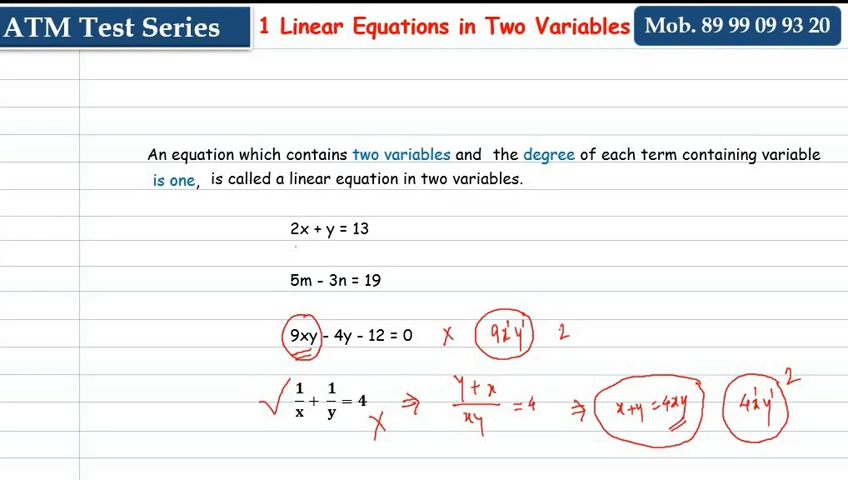 ATM Test Series 1 Linear Equations in Two Variables Mob. 89 99 09 93 20
An equation which contains two variables and the degree of each term containing variable
is one, is called a linear equation in two variables.
2x + y = 13
5m - 3n = 19
9xy - 4y - 12 = 0 X 9x¹y¹ 2
√ 1/x + 1/y = 4 X ⇒ y+x/xy = 4 ⇒ x+y = 4xy 4x¹y¹ 2